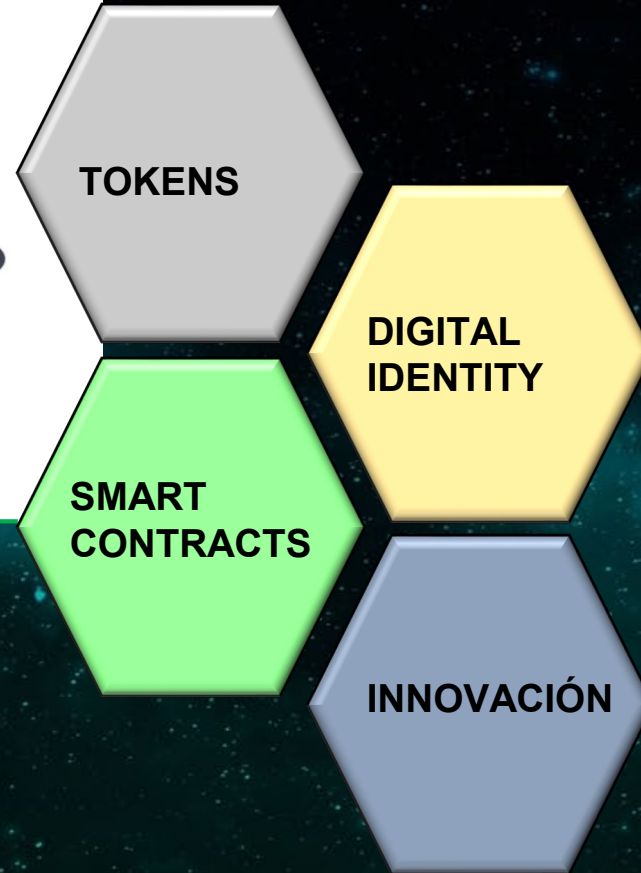 TOKENS
DIGITAL
IDENTITY
SMART
CONTRACTS
INNOVACIÓN